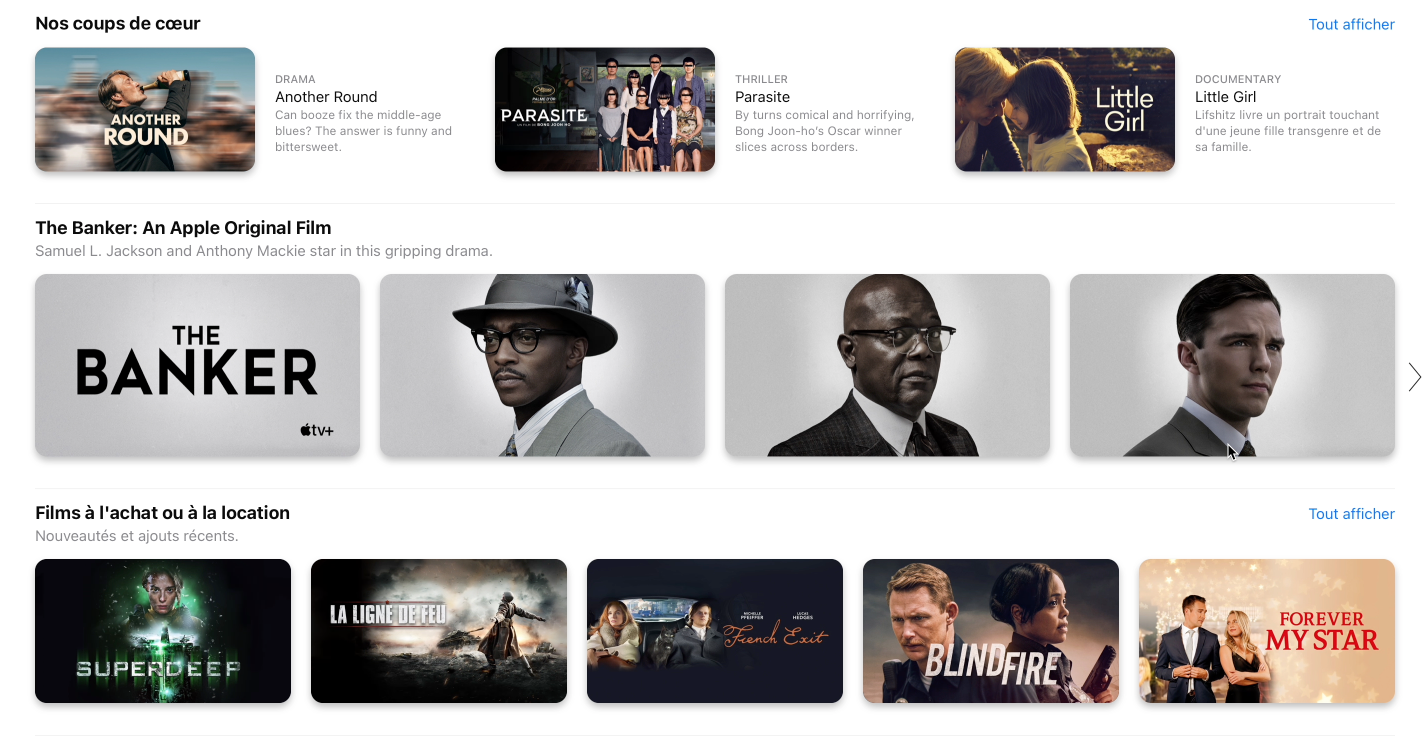 Nos coups de cœur
Tout afficher
ANOTHER
ROUND
DRAMA
Another Round
Can booze fix the middle-age
blues? The answer is funny and
bittersweet.
PALME D'OR
PARASITE
UN FILM DE BONG JOON HO
THRILLER
Parasite
By turns comical and horrifying,
Bong Joon-ho's Oscar winner
slices across borders.
Little
Girl
DOCUMENTARY
Little Girl
Lifshitz livre un portrait touchant
d'une jeune fille transgenre et de
sa famille.
The Banker: An Apple Original Film
Samuel L. Jackson and Anthony Mackie star in this gripping drama.
THE
BANKER
tv+
Films à l'achat ou à la location
Tout afficher
Nouveautés et ajouts récents.
SUPERDEEP
LA LIGNE DE FEU
MICHELLE
PFEIFFER
LUCAS
HEDGES
French Exit
BLINDFIRE
FOREVER
MY STAR